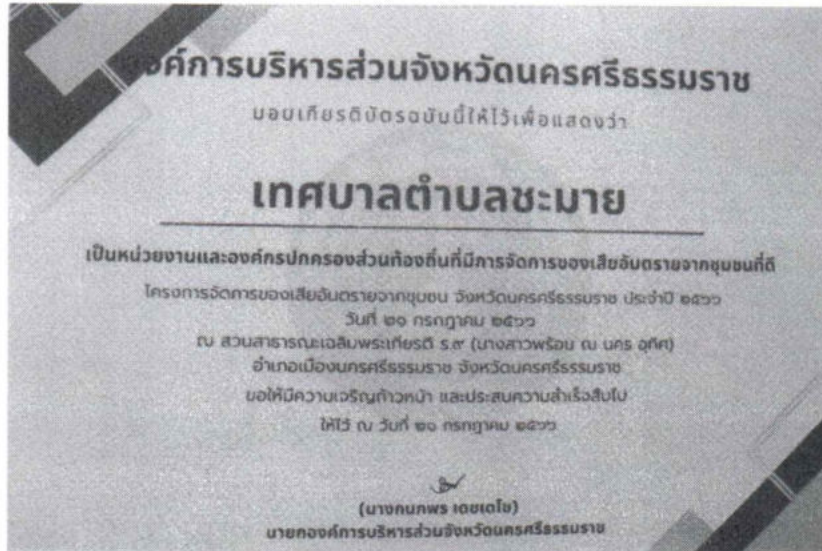 องค์การบริหารส่วนจังหวัดนครศรีธรรมราช
มอบเกียรติบัตรฉบับนี้ให้ไว้เพื่อแสดงว่า
เทศบาลตำบลชะมาย
เป็นหน่วยงานและองค์กรปกครองส่วนท้องถิ่นที่มีการจัดการของเสียอันตรายจากชุมชนที่ดี
โครงการจัดการของเสียอันตรายจากชุมชน จังหวัดนครศรีธรรมราช ประจำปี ๒๕๖๖
วันที่ ๒๑ กรกฎาคม ๒๕๖๖
ณ สวนสาธารณะเฉลิมพระเกียรติ ร.๙ (นางสาวพร้อม ณ นคร อุทิศ)
อำเภอเมืองนครศรีธรรมราช จังหวัดนครศรีธรรมราช
ขอให้มีความเจริญก้าวหน้า และประสบความสำเร็จสืบไป
ให้ไว้ ณ วันที่ ๒๑ กรกฎาคม ๒๕๖๖
(นางกนกพร เดชเดโช)
นายกองค์การบริหารส่วนจังหวัดนครศรีธรรมราช